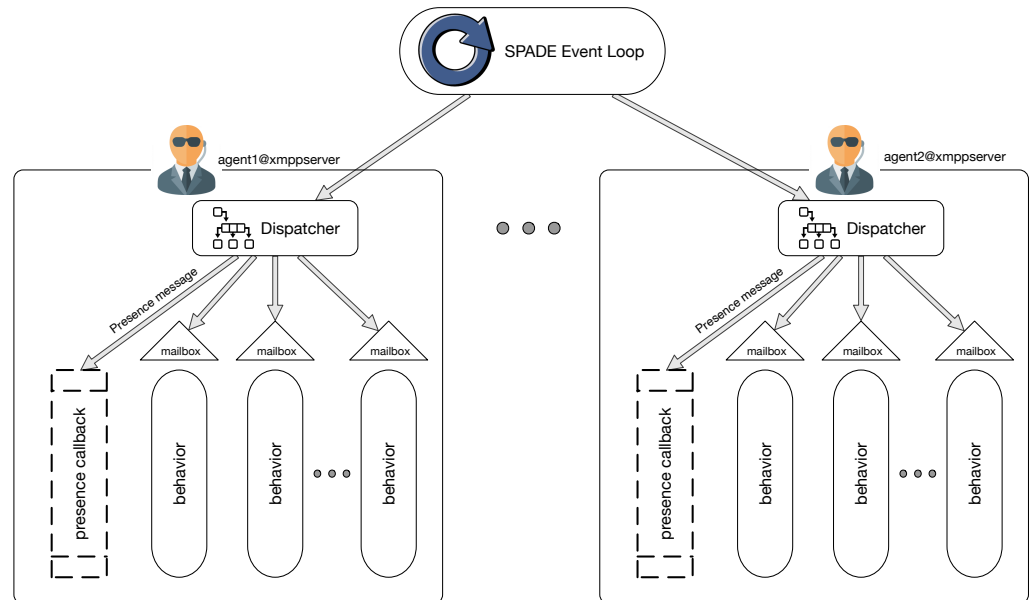 SPADE Event Loop
agent1@xmppserver
Dispatcher
Presence message
mailbox
mailbox
mailbox
presence callback
behavior
behavior
behavior
agent2@xmppserver
Dispatcher
Presence message
mailbox
mailbox
mailbox
presence callback
behavior
behavior
behavior